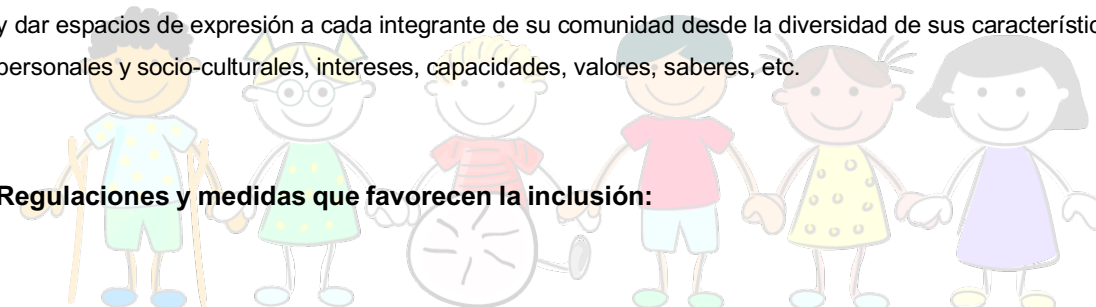 y dar espacios de expresión a cada integrante de su comunidad desde la diversidad de sus
personales y socio-culturales, intereses, capacidades, valores, saberes, etc.
Regulaciones y medidas que favorecen la inclusión: